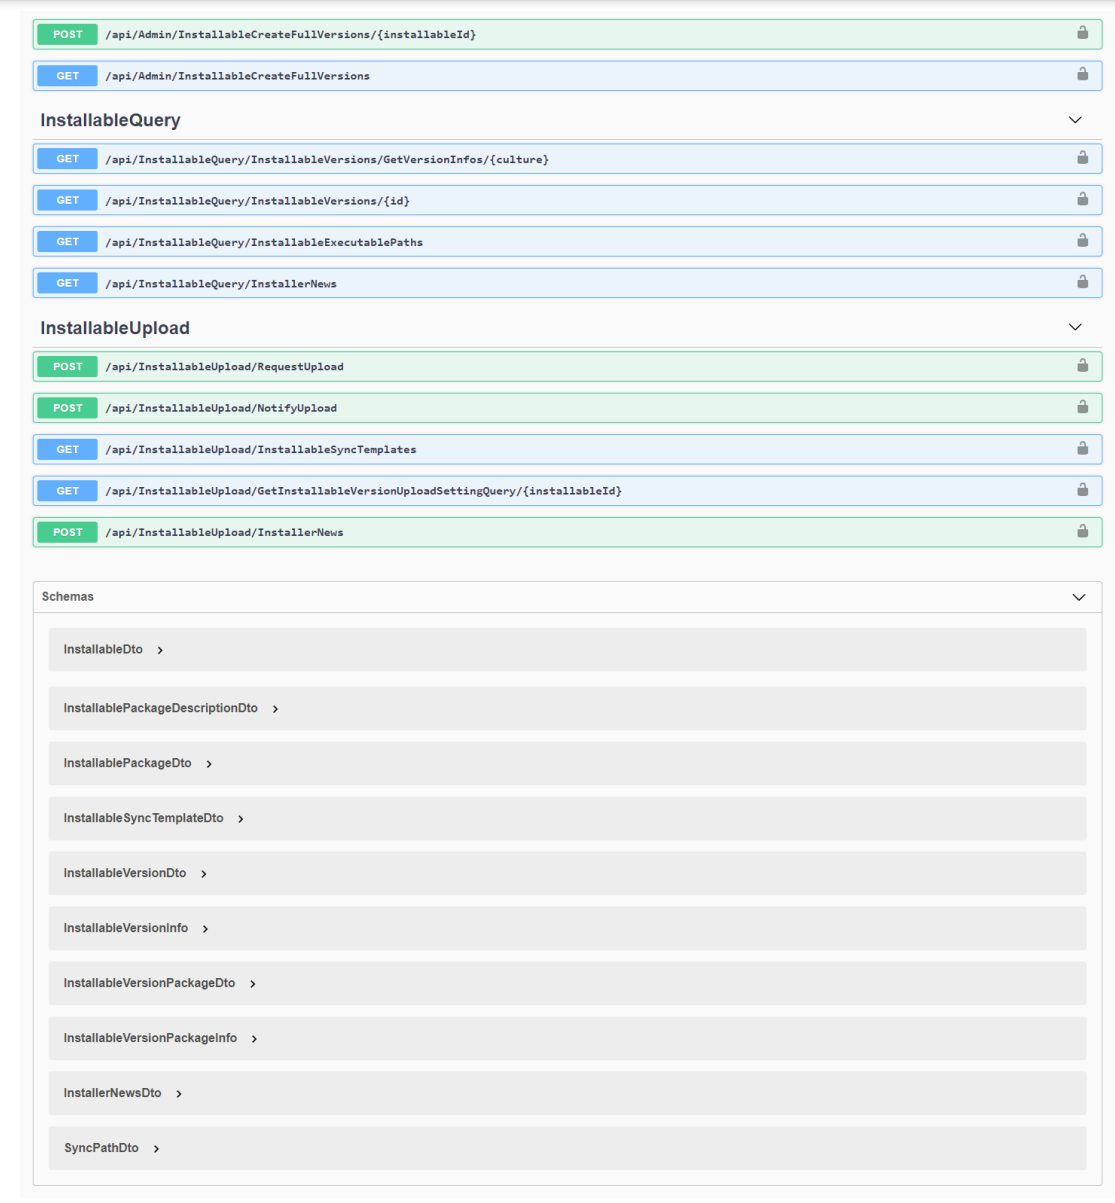 POST /api/Admin/InstallableCreateFullVersions/{installableId}
GET /api/Admin/InstallableCreateFullVersions
InstallableQuery
GET /api/InstallableQuery/InstallableVersions/GetVersionInfos/{culture}
GET /api/InstallableQuery/InstallableVersions/{id}
GET /api/InstallableQuery/InstallableExecutablePaths
GET /api/InstallableQuery/InstallerNews
InstallableUpload
POST /api/InstallableUpload/RequestUpload
POST /api/InstallableUpload/NotifyUpload
GET /api/InstallableUpload/InstallableSyncTemplates
GET /api/InstallableUpload/GetInstallableVersionUploadSettingQuery/{installableId}
POST /api/InstallableUpload/InstallerNews
Schemas
InstallableDto
InstallablePackageDescriptionDto
InstallablePackageDto
InstallableSyncTemplateDto
InstallableVersionDto
InstallableVersionInfo
InstallableVersionPackageDto
InstallableVersionPackageInfo
InstallerNewsDto
SyncPathDto